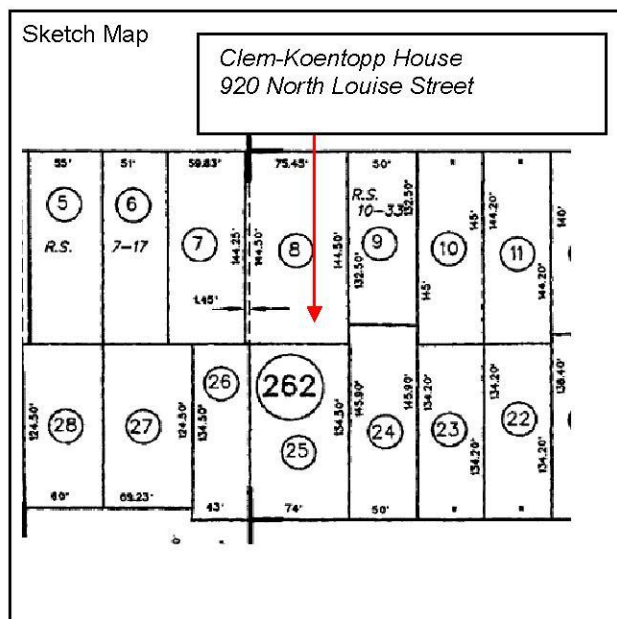 Sketch Map
Clem-Koentopp House
920 North Louise Street
55' 51' 59.83' 75.45' 50' " "
5 6 7 8 9 10 11
R.S. 7-17
R.S.
10-33
144.25' 144.50' 144.50' 132.50' 132.50' 145' 145' 144.20' 144.20' 140'
1.45'
28 27 26 262 25 24 23 22
124.50' 124.50' 134.50' 134.50' 145.90' 145.90' 134.20' 134.20' 134.20' 134.20' 138.40'
60' 69.23' 43' 74' 50' " "